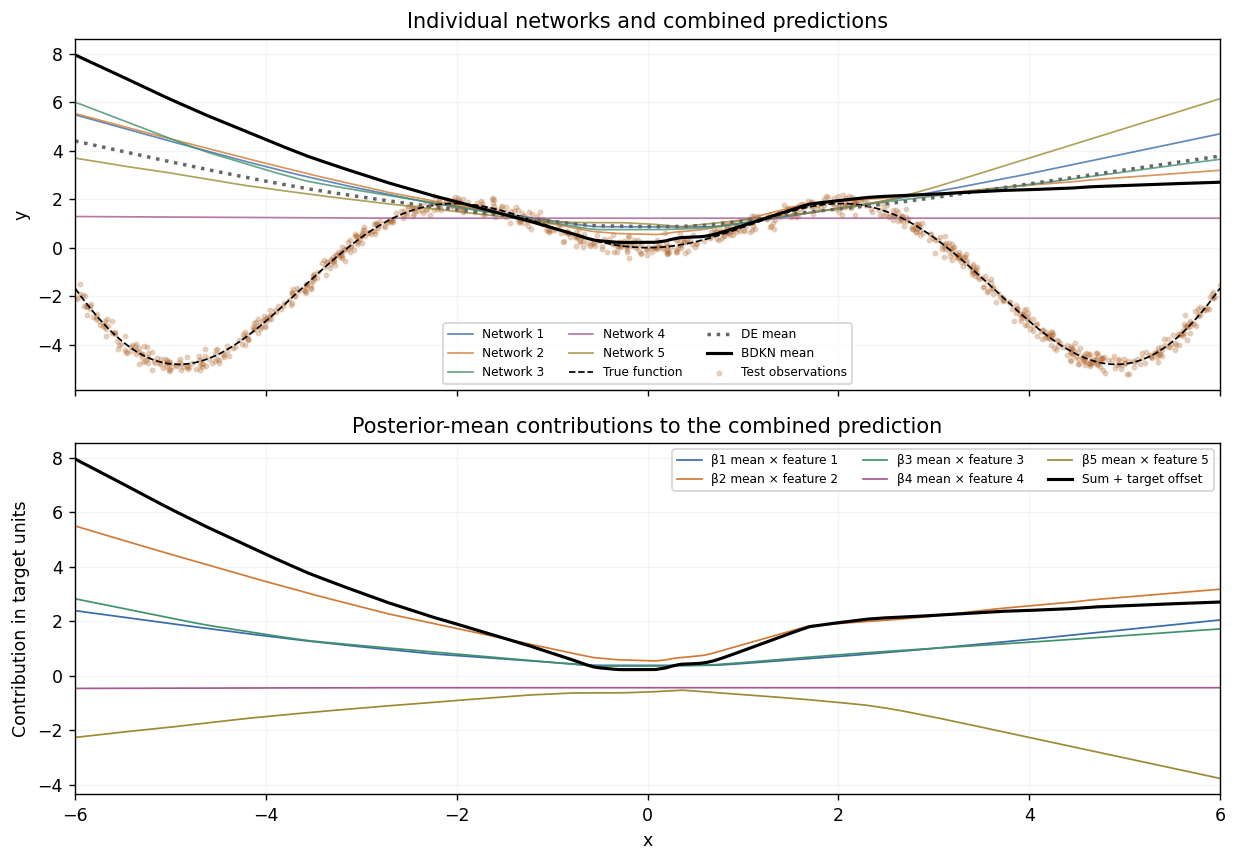 Individual networks and combined predictions
8
6
4
2
0
−2
−4
y
Network 1
Network 2
Network 3
Network 4
Network 5
True function
DE mean
BDKN mean
Test observations
Posterior-mean contributions to the combined prediction
8
6
4
2
0
−2
−4
Contribution in target units
β1 mean × feature 1
β2 mean × feature 2
β3 mean × feature 3
β4 mean × feature 4
β5 mean × feature 5
Sum + target offset
−6
−4
−2
0
2
4
6
x